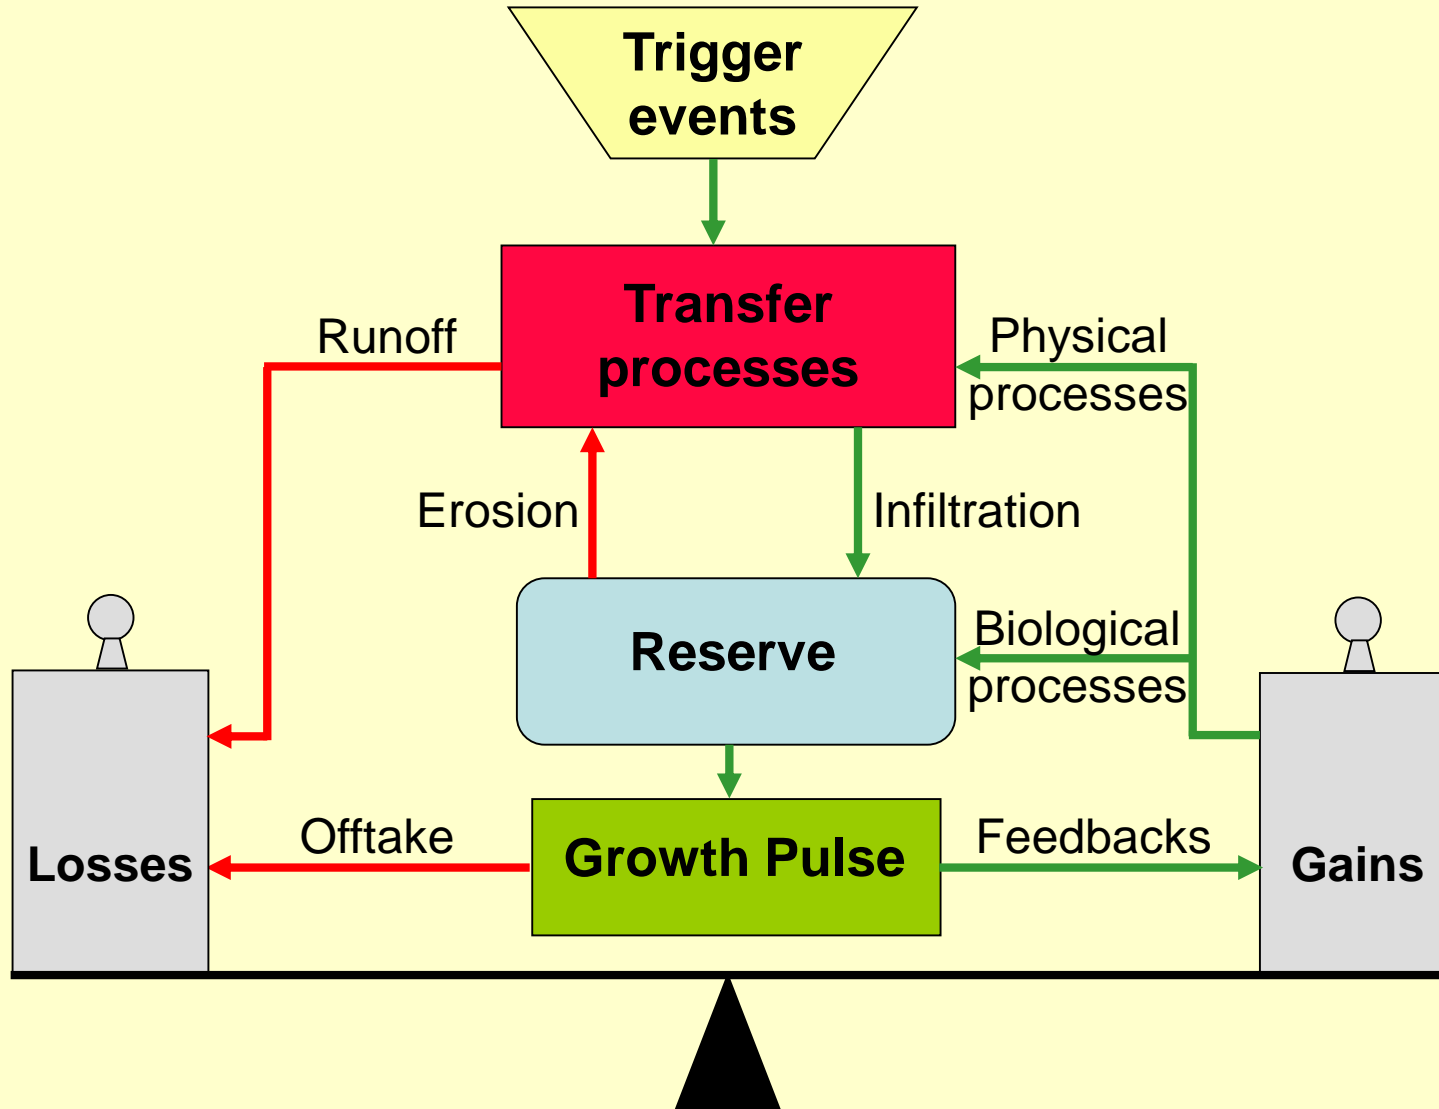 Trigger
events
Transfer
processes
Runoff
Physical
processes
Erosion
Infiltration
Reserve
Biological
processes
Losses
Offtake
Growth Pulse
Feedbacks
Gains